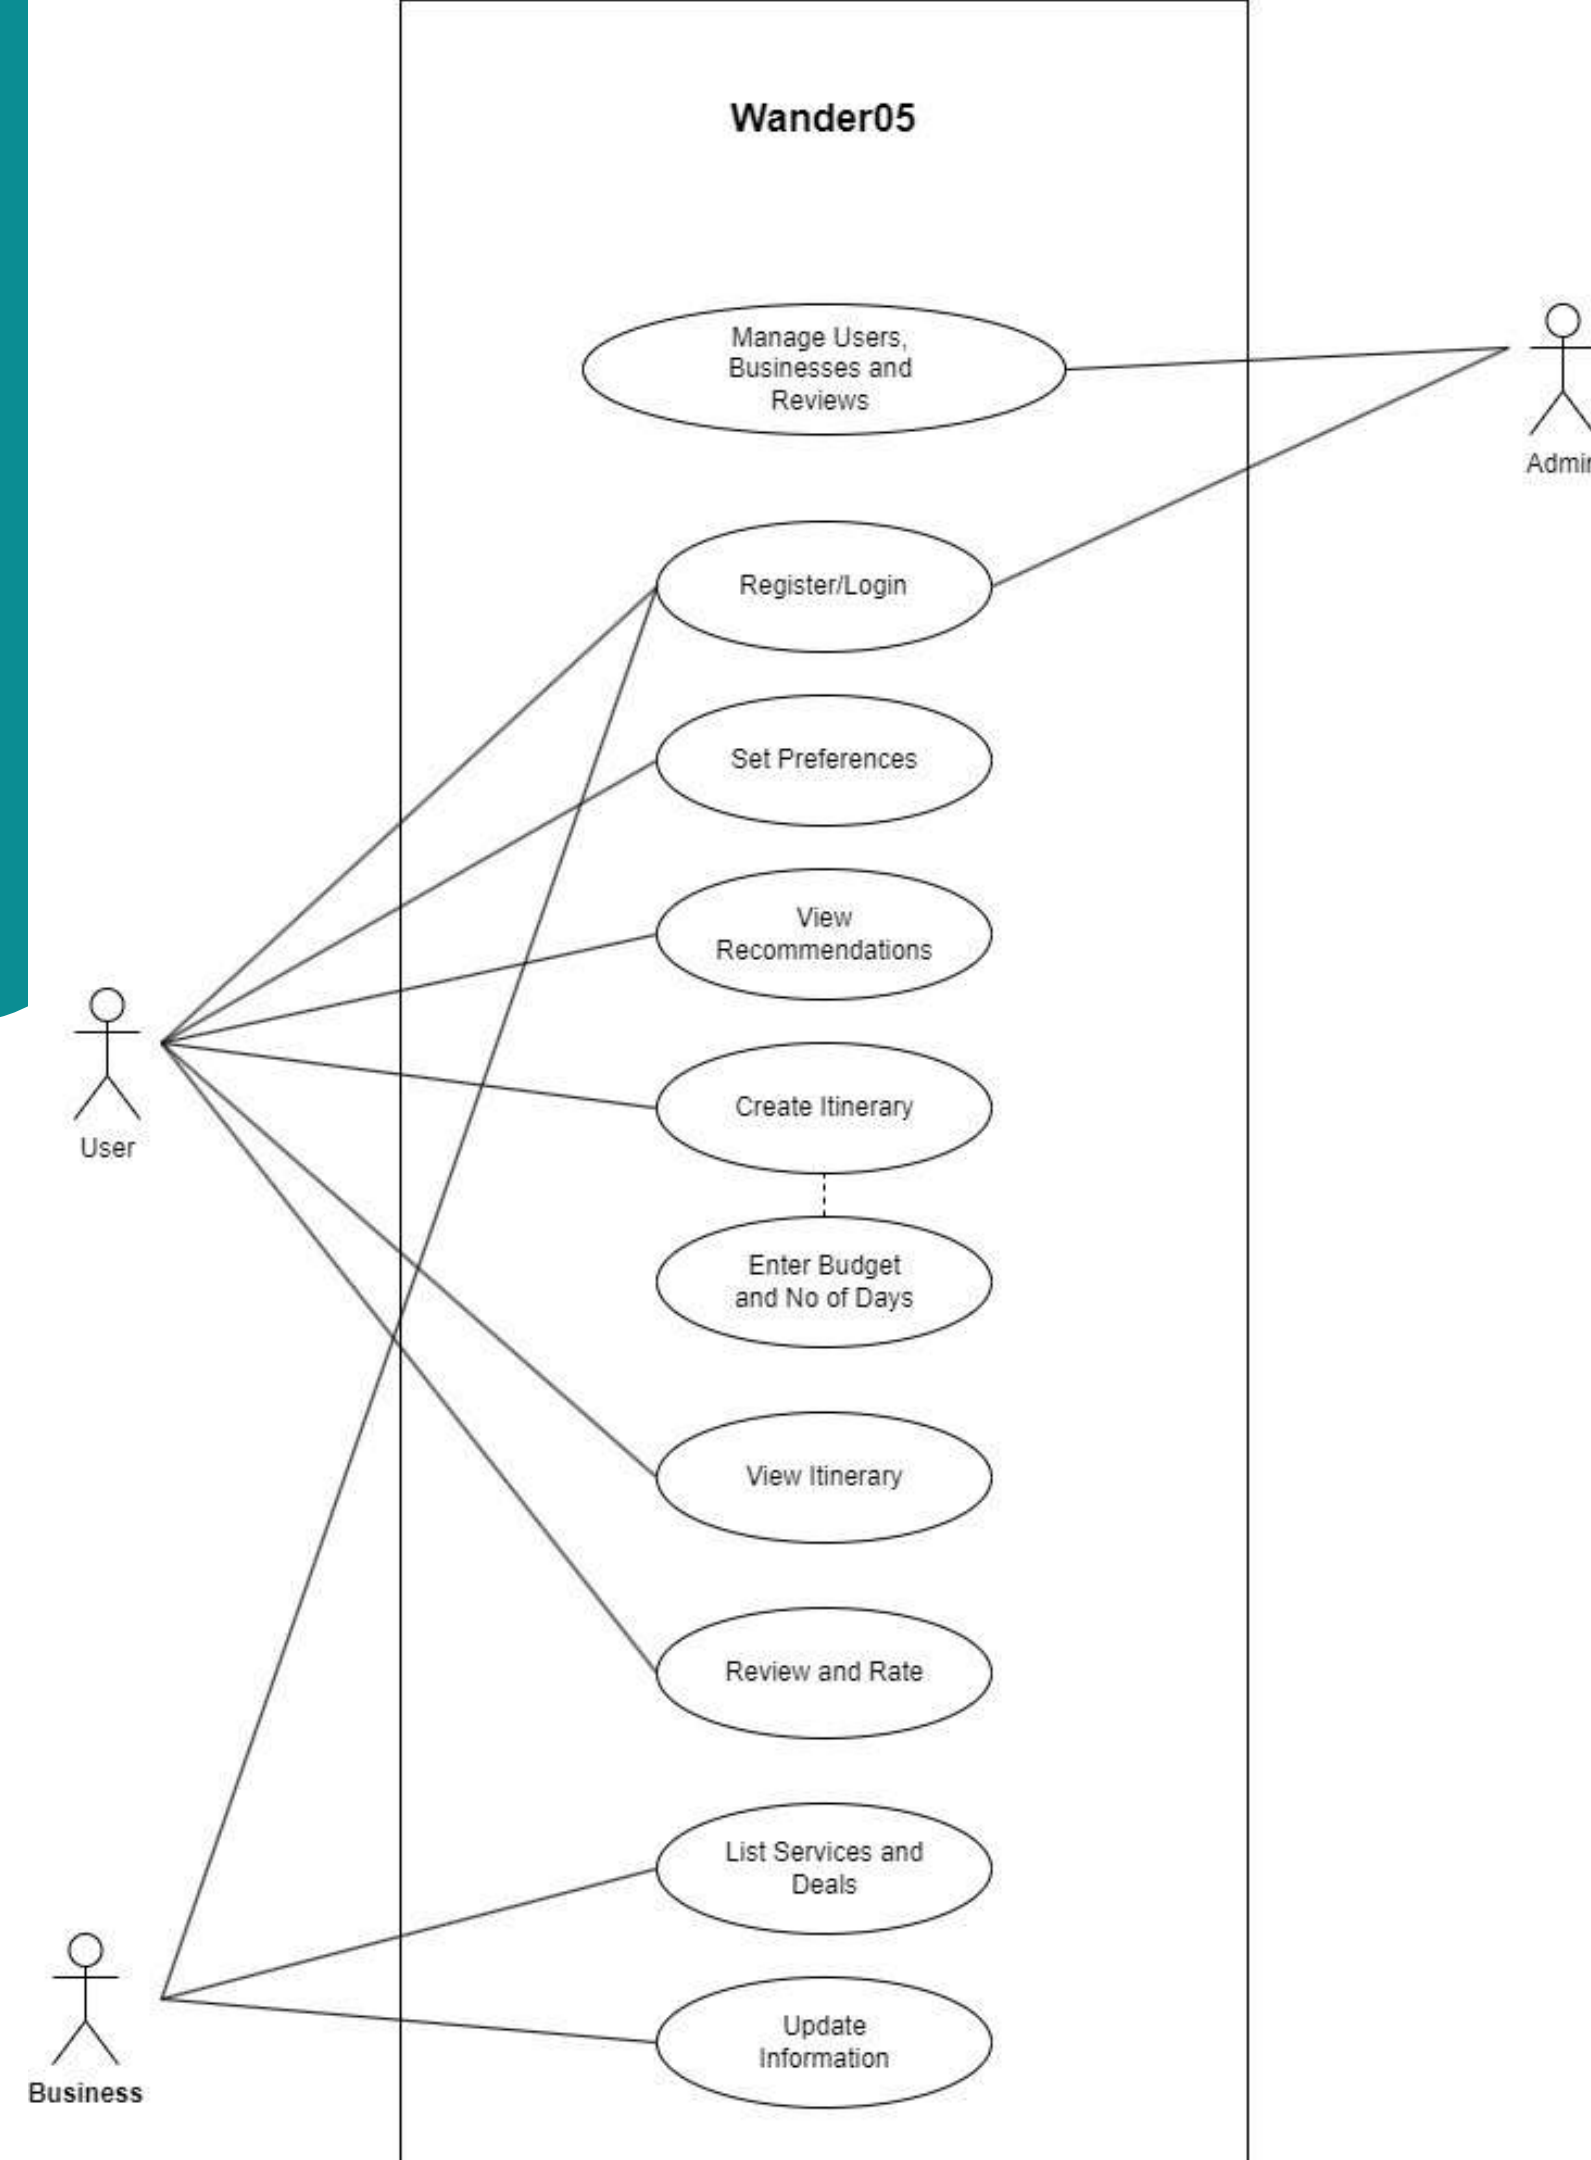 Wander05
Manage Users,
Businesses and
Reviews
Register/Login
Set Preferences
View
Recommendations
Create Itinerary
Enter Budget
and No of Days
View Itinerary
Review and Rate
List Services and
Deals
Update
Information
User
Business